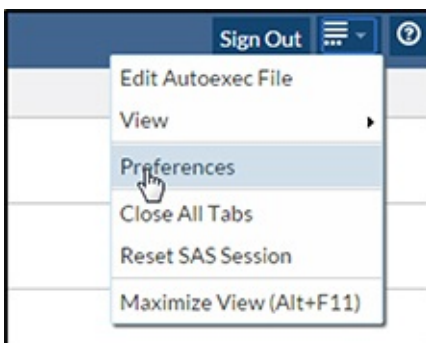 Sign Out
Edit Autoexec File
View
Preferences
Close All Tabs
Reset SAS Session
Maximize View (Alt+F11)